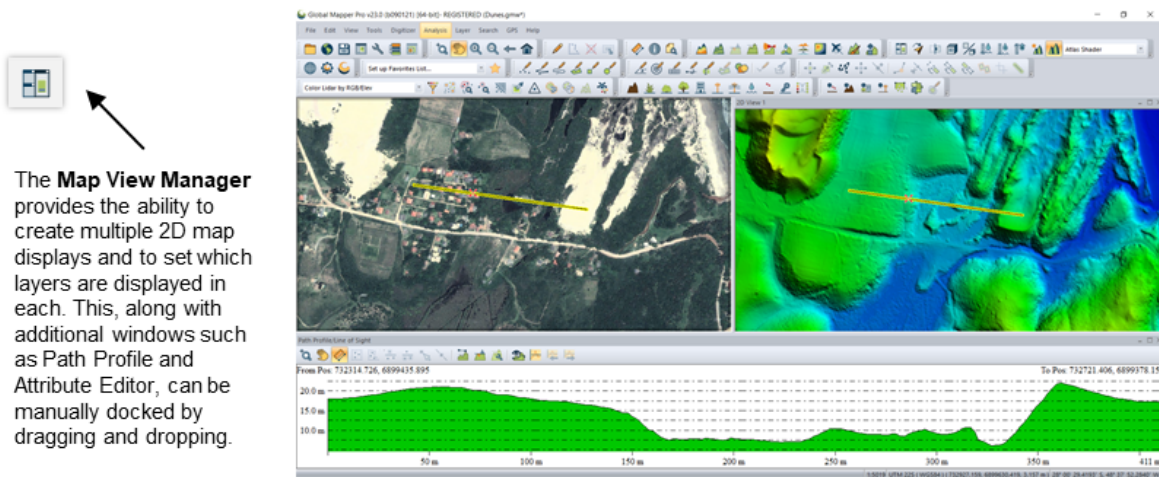 Global Mapper Pro v23.0 (b090121) [64-bit]- REGISTERED (Dunes.gmw*)
File Edit View Tools Digitizer Analysis Layer Search GPS Help
Atlas Shader
Set up Favorites List...
Color Lidar by RGB/Elev
2D View 1
The Map View Manager
provides the ability to
create multiple 2D map
displays and to set which
layers are displayed in
each. This, along with
additional windows such
as Path Profile and
Attribute Editor, can be
manually docked by
dragging and dropping.
Path Profile/Line of Sight
From Pos: 732314.726, 6899435.895
To Pos: 732721.406, 6899378.15
20.0 m
15.0 m
10.0 m
50 m 100 m 150 m 200 m 250 m 300 m 350 m 411 m